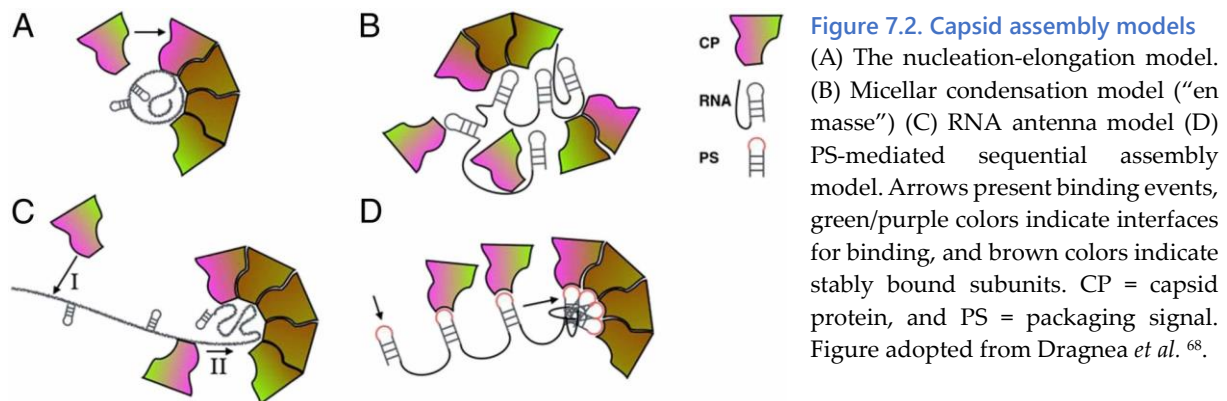 A
B
CP
RNA
PS
C
I
II
D
Figure 7.2. Capsid assembly models
(A) The nucleation-elongation model.
(B) Micellar condensation model (“en
masse”) (C) RNA antenna model (D)
PS-mediated sequential assembly
model. Arrows present binding events,
green/purple colors indicate interfaces
for binding, and brown colors indicate
stably bound subunits. CP = capsid
protein, and PS = packaging signal.
Figure adopted from Dragnea et al. 68.